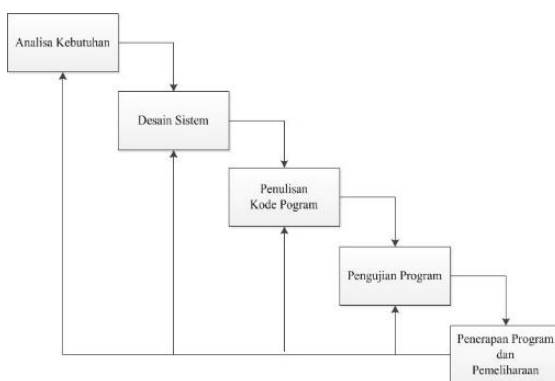 Analisa Kebutuhan
Desain Sistem
Penulisan
Kode Pogram
Pengujian Program
Penerapan Program
dan
Pemeliharaan